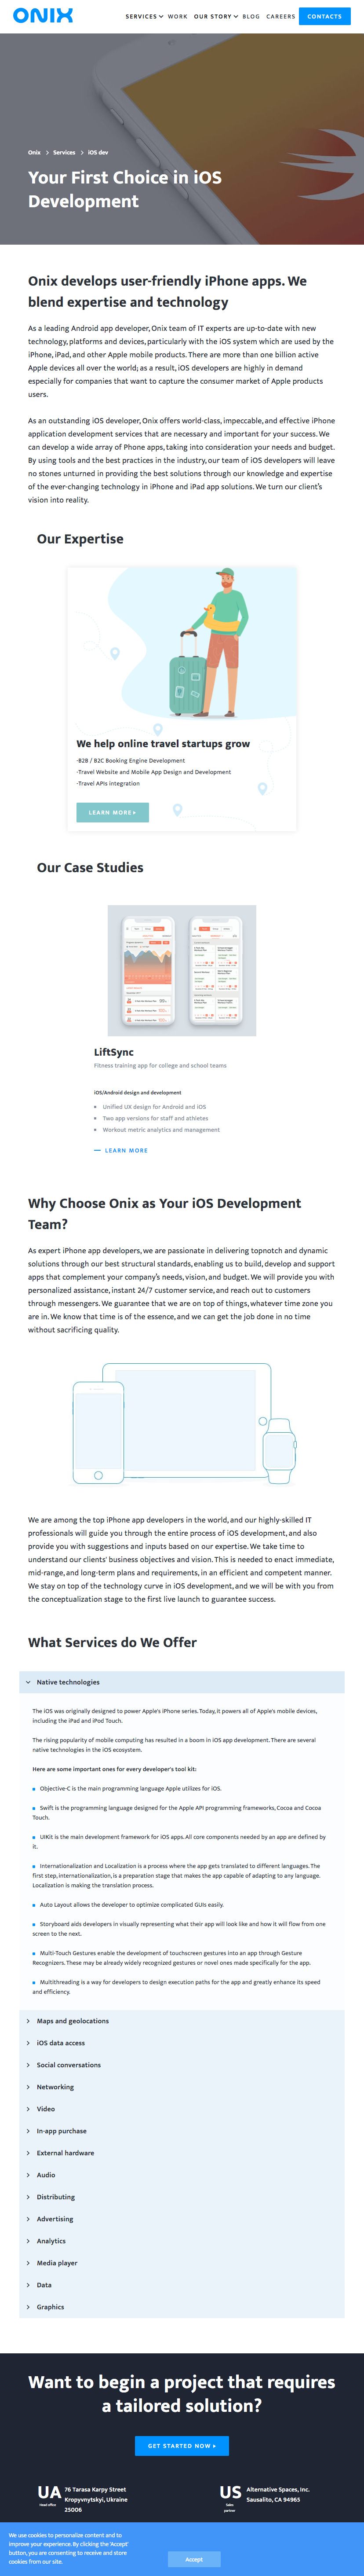 ONIX
SERVICES WORK OUR STORY BLOG CAREERS CONTACTS
Onix > Services > iOS dev
Your First Choice in iOS
Development
Onix develops user-friendly iPhone apps. We
blend expertise and technology
As a leading Android app developer, Onix team of IT experts are up-to-date with new
technology, platforms and devices, particularly with the iOS system which are used by the
iPhone, iPad, and other Apple mobile products. There are more than one billion active
Apple devices all over the world; as a result, iOS developers are highly in demand
especially for companies that want to capture the consumer market of Apple products
users.
As an outstanding iOS developer, Onix offers world-class, impeccable, and effective iPhone
application development services that are necessary and important for your success. We
can develop a wide array of Phone apps, taking into consideration your needs and budget.
By using tools and the best practices in the industry, our team of iOS developers will leave
no stones unturned in providing the best solutions through our knowledge and expertise
of the ever-changing technology in iPhone and iPad app solutions. We turn our client's
vision into reality.
Our Expertise
We help online travel startups grow
-B2B / B2C Booking Engine Development
-Travel Website and Mobile App Design and Development
-Travel APIs integration
LEARN MORE
Our Case Studies
LiftSync
Fitness training app for college and school teams
iOS/Android design and development
Unified UX design for Android and iOS
Two app versions for staff and athletes
Workout metric analytics and management
LEARN MORE
Why Choose Onix as Your iOS Development
Team?
As expert iPhone app developers, we are passionate in delivering topnotch and dynamic
solutions through our best structural standards, enabling us to build, develop and support
apps that complement your company's needs, vision, and budget. We will provide you with
personalized assistance, instant 24/7 customer service, and reach out to customers
through messengers. We guarantee that we are on top of things, whatever time zone you
are in. We know that time is of the essence, and we can get the job done in no time
without sacrificing quality.
We are among the top iPhone app developers in the world, and our highly-skilled IT
professionals will guide you through the entire process of iOS development, and also
provide you with suggestions and inputs based on our expertise. We take time to
understand our clients' business objectives and vision. This is needed to enact immediate,
mid-range, and long-term plans and requirements, in an efficient and competent manner.
We stay on top of the technology curve in iOS development, and we will be with you from
the conceptualization stage to the first live launch to guarantee success.
What Services do We Offer
Native technologies
The iOS was originally designed to power Apple's iPhone series. Today, it powers all of Apple's mobile devices,
including the iPad and iPod Touch.
The rising popularity of mobile computing has resulted in a boom in iOS app development. There are several
native technologies in the iOS ecosystem.
Here are some important ones for every developer's tool kit:
Objective-C is the main programming language Apple utilizes for iOS.
Swift is the programming language designed for the Apple API programming frameworks, Cocoa and Cocoa
Touch.
UIKit is the main development framework for iOS apps. All core components needed by an app are defined by
it.
Internationalization and Localization is a process where the app gets translated to different languages. The
first step, internationalization, is a preparation stage that makes the app capable of adapting to any language.
Localization is making the translation process.
Auto Layout allows the developer to optimize complicated GUIs easily.
Storyboard aids developers in visually representing what their app will look like and how it will flow from one
screen to the next.
Multi-Touch Gestures enable the development of touchscreen gestures into an app through Gesture
Recognizers. These may be already widely recognized gestures or novel ones made specifically for the app.
Multithreading is a way for developers to design execution paths for the app and greatly enhance its speed
and efficiency.
Maps and geolocations
iOS data access
Social conversations
Networking
Video
In-app purchase
External hardware
Audio
Distributing
Advertising
Analytics
Media player
Data
Graphics
Want to begin a project that requires
a tailored solution?
GET STARTED NOW
UA
Head office
76 Tarasa Karpy Street
Kropyvnytskyi, Ukraine
25006
US
Sales
partner
Alternative Spaces, Inc.
Sausalito, CA 94965
We use cookies to personalize content and to
improve your experience. By clicking the 'Accept'
button, you are consenting to receive and store
cookies from our site.
Accept